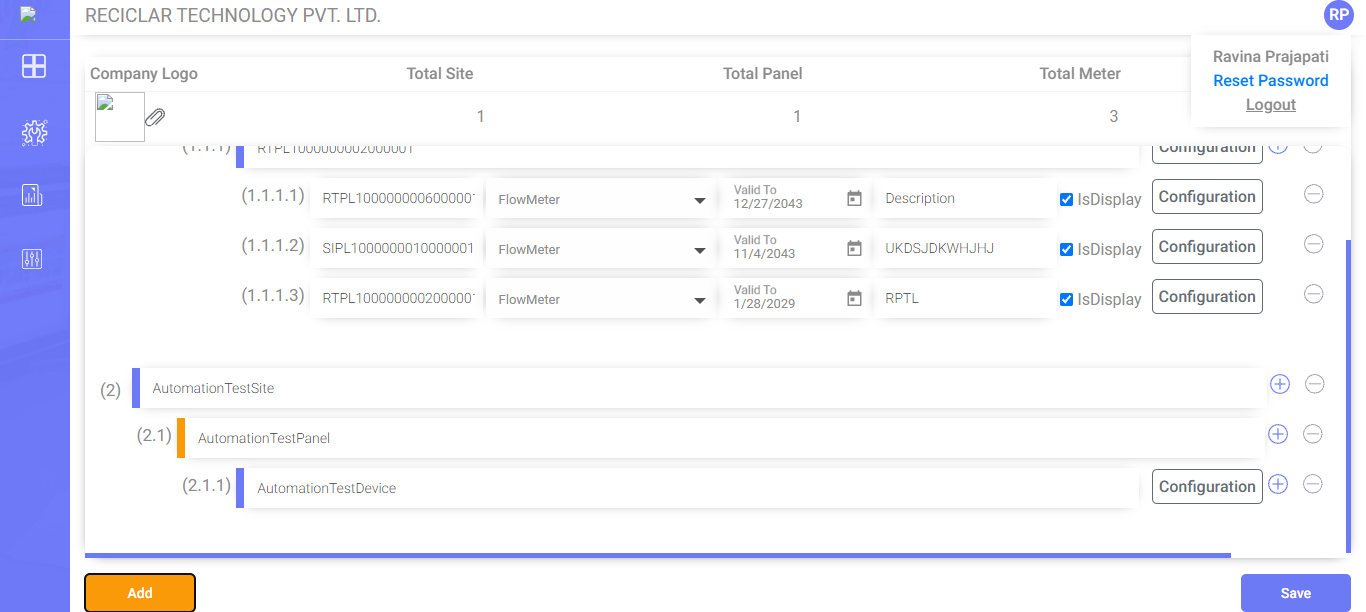 RECICLAR TECHNOLOGY PVT. LTD.
RP
Ravina Prajapati
Reset Password
Logout
Company Logo Total Site Total Panel Total Meter
1 1 3
(1.1.1) RTPL1000000002000001 Configuration
(1.1.1.1) RTPL100000000600000 FlowMeter Valid To 12/27/2043 Description IsDisplay Configuration
(1.1.1.2) SIPL1000000010000001 FlowMeter Valid To 11/4/2043 UKDSJDKWHJHJ IsDisplay Configuration
(1.1.1.3) RTPL100000000200000 FlowMeter Valid To 1/28/2029 RPTL IsDisplay Configuration
(2) AutomationTestSite
(2.1) AutomationTestPanel
(2.1.1) AutomationTestDevice Configuration
Add Save